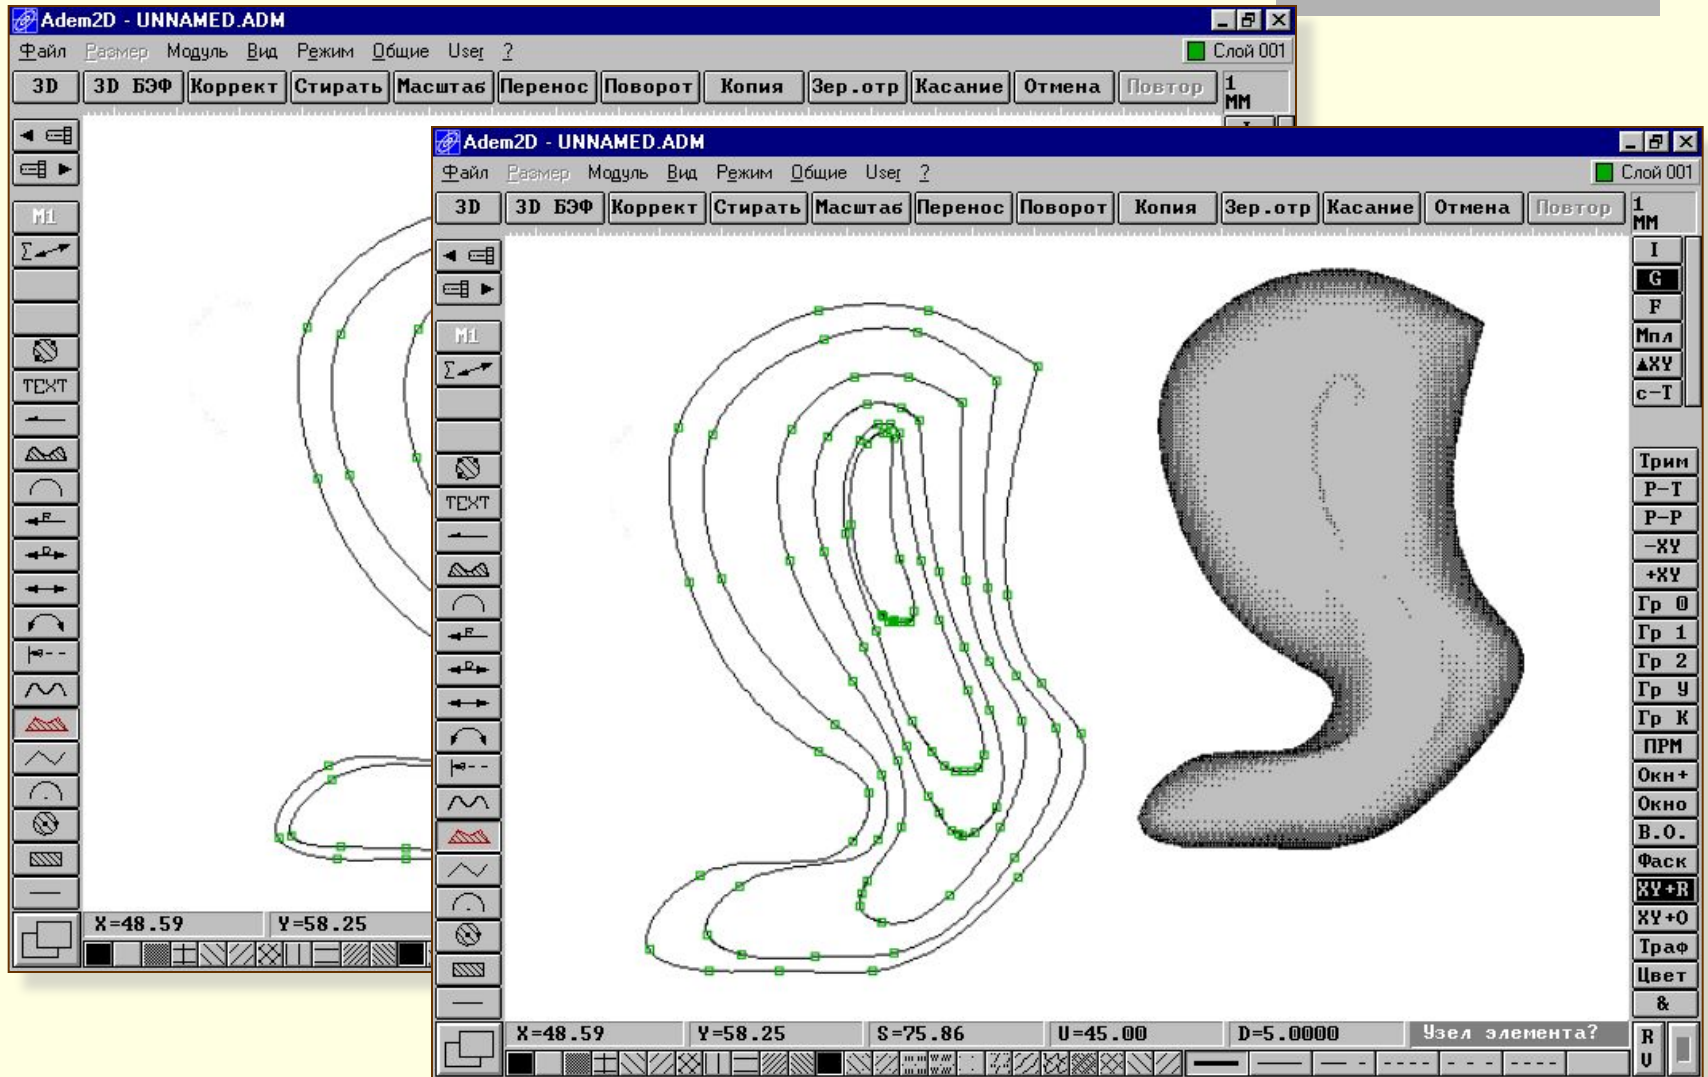 Adem2D - UNNAMED.ADM
Файл Размер Модуль Вид Режим Общие User ? Слой 001
3D 3D БЭФ Коррект Стирать Масштаб Перенос Поворот Копия Зер.отр Касание Отмена Повтор 1 ММ
M1
TEXT
X=48.59 Y=58.25
Adem2D - UNNAMED.ADM
Файл Размер Модуль Вид Режим Общие User ? Слой 001
3D 3D БЭФ Коррект Стирать Масштаб Перенос Поворот Копия Зер.отр Касание Отмена Повтор 1 ММ
M1
TEXT
I
G
F
Мпл
▲XY
c-T
Трим
P-T
P-P
-XY
+XY
Гр 0
Гр 1
Гр 2
Гр У
Гр К
ПРМ
Окн+
Окно
В.О.
Фаск
XY+R
XY+O
Траф
Цвет
&
X=48.59 Y=58.25 S=75.86 U=45.00 D=5.0000 Узел элемента? R
U